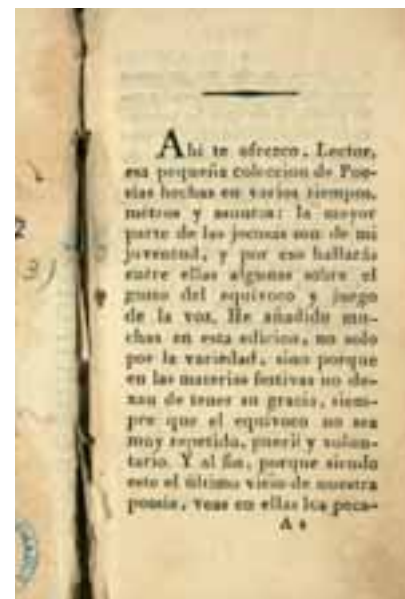 Ahi te ofrezco, Lector,
esa pequeña coleccion de Poe-
sias hechas en varios tiempos,
métros y asuntos: la mayor
parte de las jocosas son de mi
juventud, y por eso hallarás
entre ellas algunas sobre el
gusto del equívoco y juego
de la voz. He añadido mu-
chas en esta edicion, no solo
por la variedad, sino porque
en las materias festivas no de-
xan de tener su gracia, siem-
pre que el equívoco no sea
muy repetido, pueril y volun-
tario. Y al fin, porque siendo
este el último vicio de nuestra
poesía, veas en ellas los peca-
A 2
3)